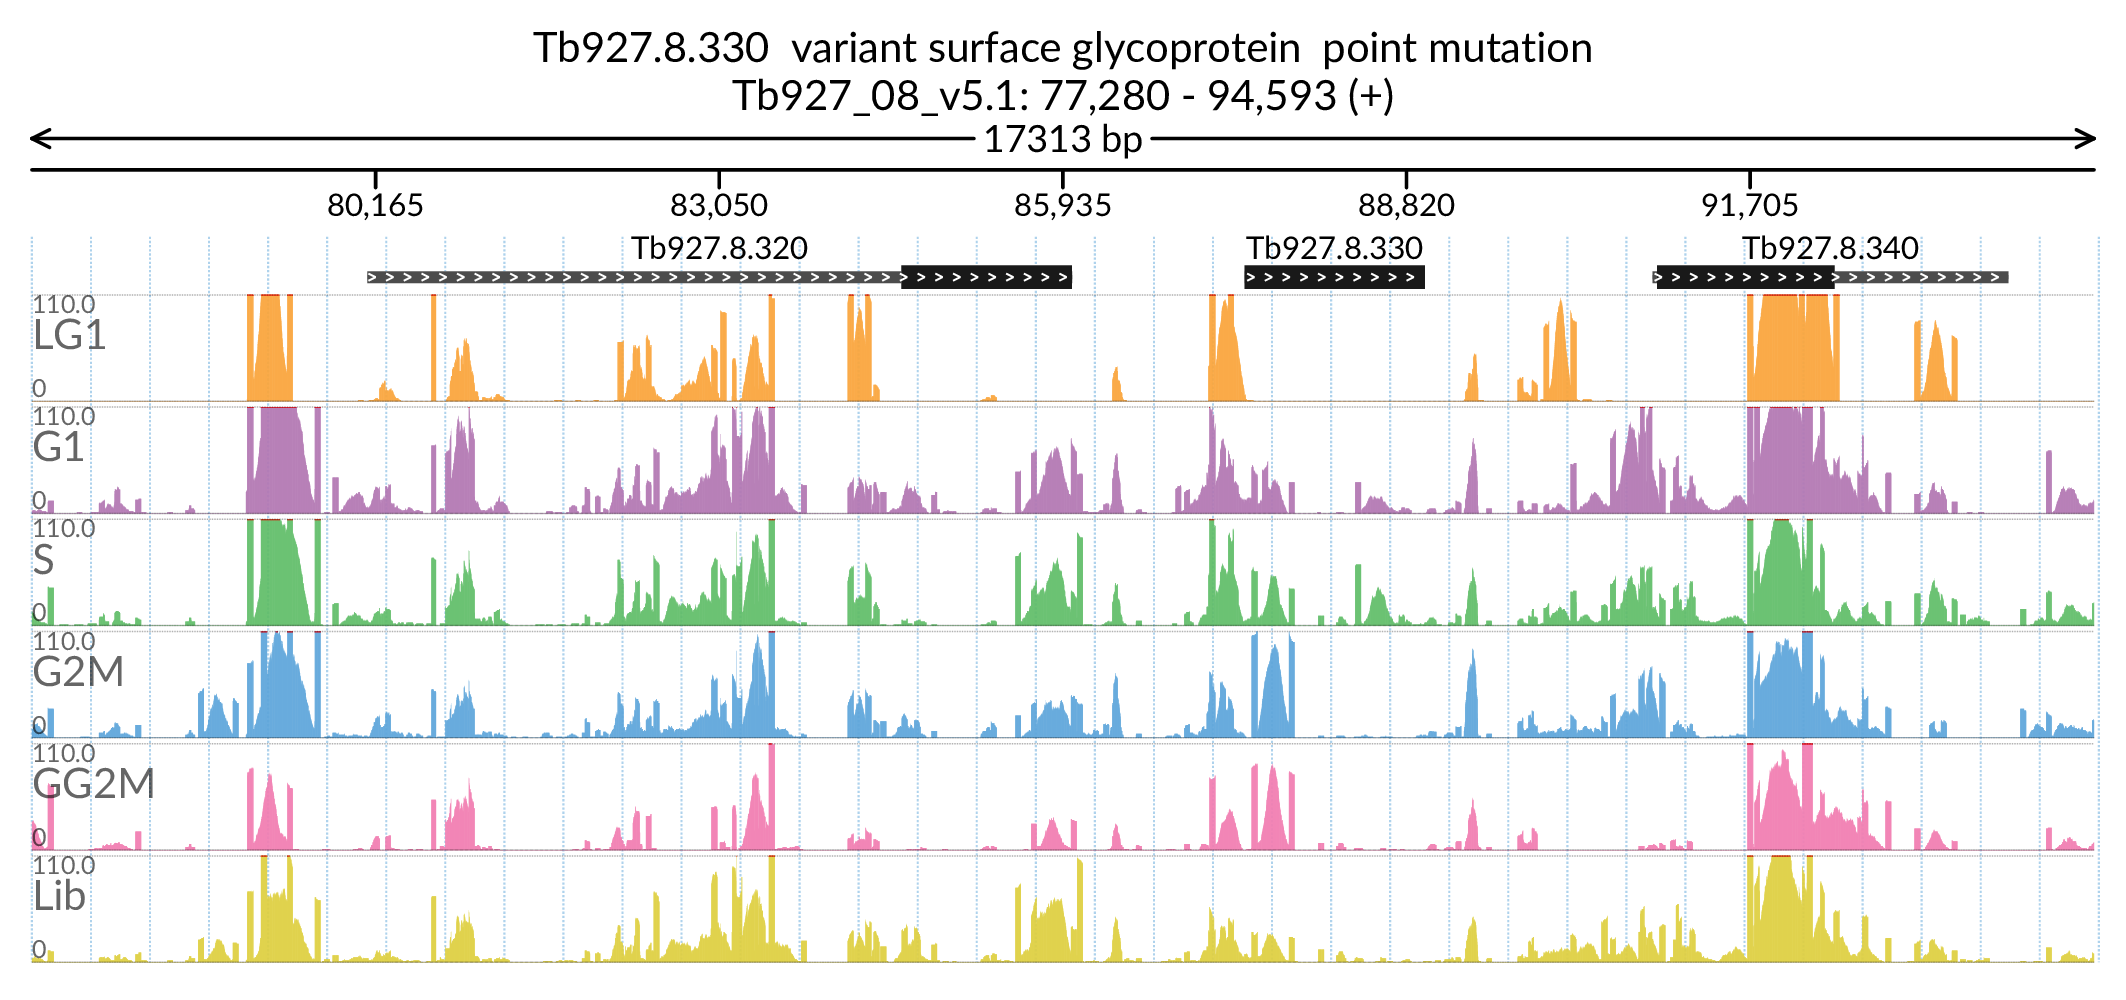 Tb927.8.330 variant surface glycoprotein point mutation
Tb927_08_v5.1: 77,280 - 94,593 (+)
17313 bp
80,165 83,050 85,935 88,820 91,705
Tb927.8.320 Tb927.8.330 Tb927.8.340
110.0
LG1
0
110.0
G1
0
110.0
S
0
110.0
G2M
0
110.0
GG2M
0
110.0
Lib
0